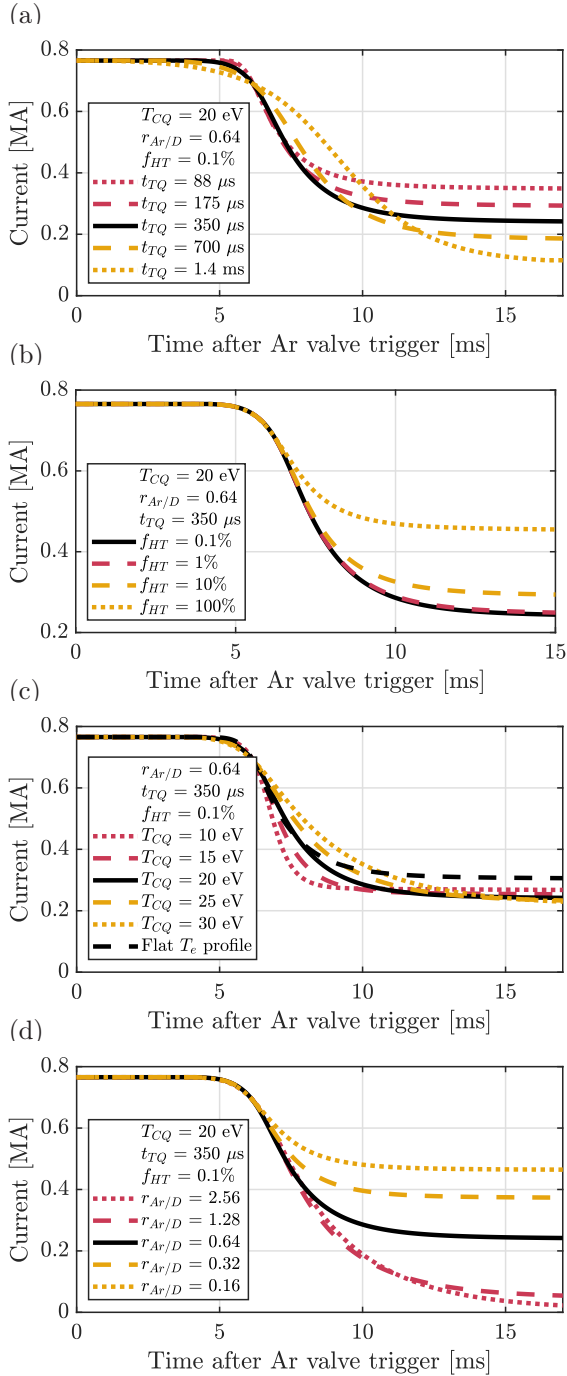 (a)
0.8
0.6
0.4
0.2
0
Current [MA]
T_CQ = 20 eV
r_Ar/D = 0.64
f_HT = 0.1%
t_TQ = 88 μs
t_TQ = 175 μs
t_TQ = 350 μs
t_TQ = 700 μs
t_TQ = 1.4 ms
0 5 10 15
Time after Ar valve trigger [ms]
(b)
0.8
0.6
0.4
0.2
Current [MA]
T_CQ = 20 eV
r_Ar/D = 0.64
t_TQ = 350 μs
f_HT = 0.1%
f_HT = 1%
f_HT = 10%
f_HT = 100%
0 5 10 15
Time after Ar valve trigger [ms]
(c)
0.8
0.6
0.4
0.2
0
Current [MA]
r_Ar/D = 0.64
t_TQ = 350 μs
f_HT = 0.1%
T_CQ = 10 eV
T_CQ = 15 eV
T_CQ = 20 eV
T_CQ = 25 eV
T_CQ = 30 eV
Flat T_e profile
0 5 10 15
Time after Ar valve trigger [ms]
(d)
0.8
0.6
0.4
0.2
0
Current [MA]
T_CQ = 20 eV
t_TQ = 350 μs
f_HT = 0.1%
r_Ar/D = 2.56
r_Ar/D = 1.28
r_Ar/D = 0.64
r_Ar/D = 0.32
r_Ar/D = 0.16
0 5 10 15
Time after Ar valve trigger [ms]